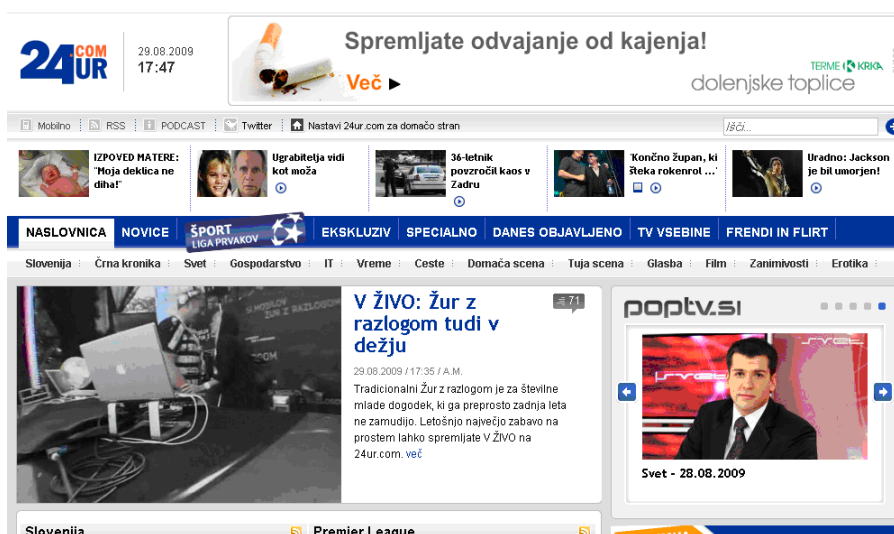 24UR.COM
29.08.2009
17:47
Spremljate odvajanje od kajenja!
Več ►
TERME KRKA
dolenjske toplice
Mobilno
RSS
PODCAST
Twitter
Nastavi 24ur.com za domačo stran
Išči...
IZPOVED MATERE:
"Moja deklica ne
diha!"
Ugrabitelja vidi
kot moža
36-letnik
povzročil kaos v
Zadru
'Končno župan, ki
šteka rokenrol ...'
Uradno: Jackson
je bil umorjen!
NASLOVNICA
NOVICE
ŠPORT
LIGA PRVAKOV
EKSKLUZIV
SPECIALNO
DANES OBJAVLJENO
TV VSEBINE
FRENDI IN FLIRT
Slovenija
Črna kronika
Svet
Gospodarstvo
IT
Vreme
Ceste
Domača scena
Tuja scena
Glasba
Film
Zanimivosti
Erotika
V ŽIVO: Žur z
razlogom tudi v
dežju
71
29.08.2009 / 17:35 / A.M.
Tradicionalni Žur z razlogom je za številne
mlade dogodek, ki ga preprosto zadnja leta
ne zamudijo. Letošnjo največjo zabavo na
prostem lahko spremljate V ŽIVO na
24ur.com. več
POPTV.SI
svet
svet
Svet - 28.08.2009
Slovenija
Premier League